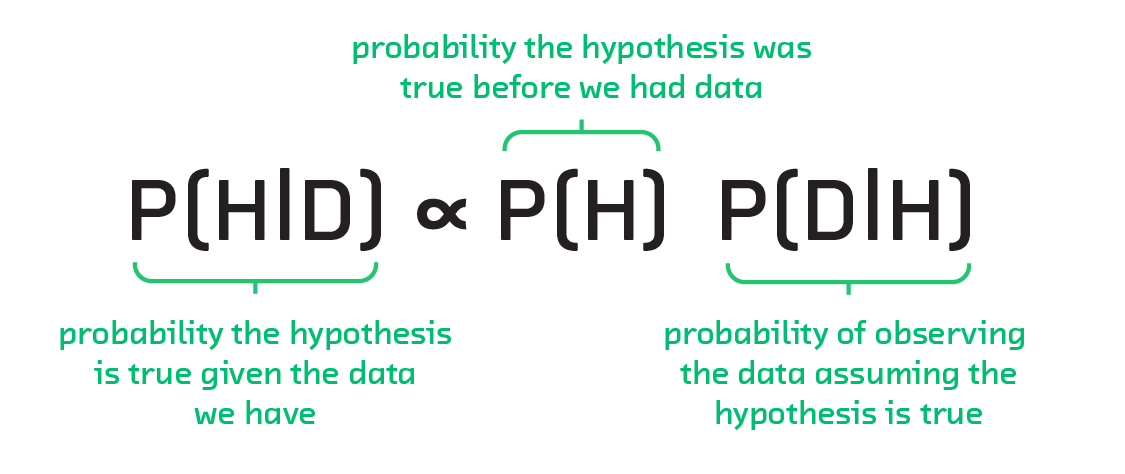 probability the hypothesis was
true before we had data
P(H|D) ∝ P(H) P(D|H)
probability the hypothesis
is true given the data
we have
probability of observing
the data assuming the
hypothesis is true